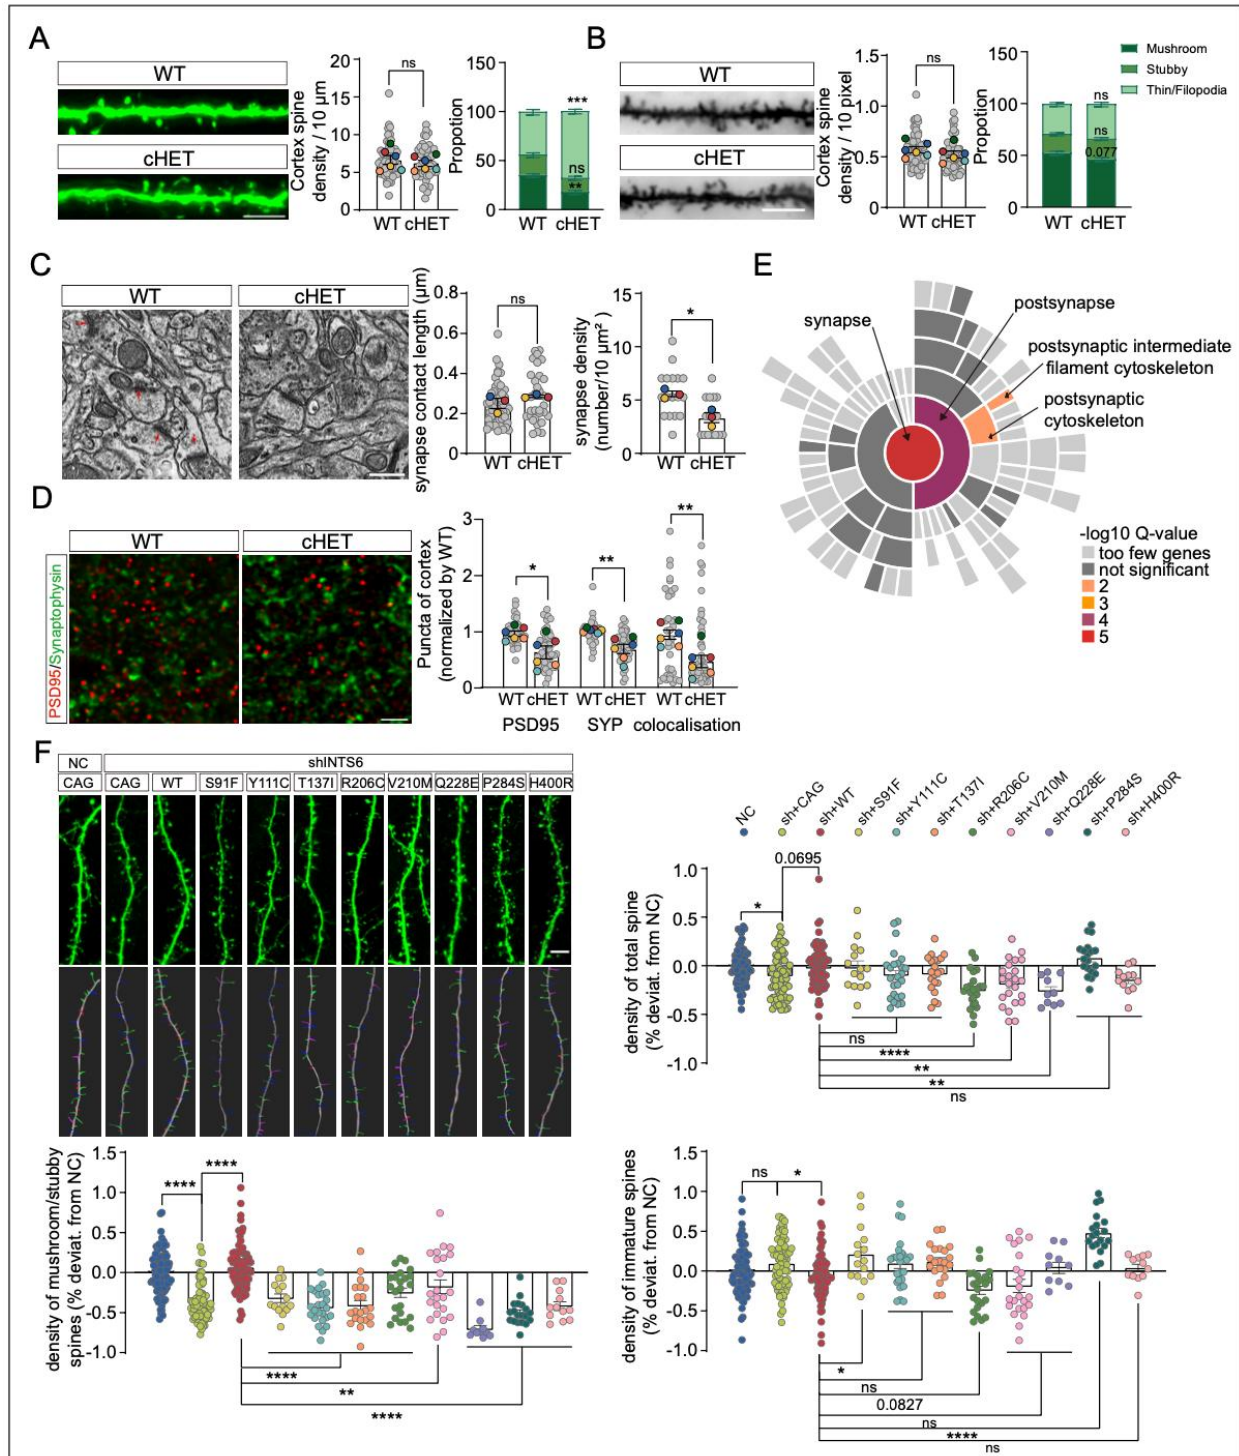 A
WT
cHET
Cortex spine
density / 10 μm
20
15
10
5
0
ns
WT cHET
Propotion
150
100
50
0
***
ns
**
WT cHET
B
WT
cHET
Cortex spine
density / 10 pixel
1.5
1.0
0.5
0.0
ns
WT cHET
Propotion
150
100
50
0
ns
ns
0.077
WT cHET
Mushroom
Stubby
Thin/Filopodia
C
WT
cHET
synapse contact length (μm)
0.8
0.6
0.4
0.2
0
ns
WT cHET
synapse density
(number/10 μm²)
15
10
5
0
*
WT cHET
D
PSD95/Synaptophysin
WT
cHET
Puncta of cortex
(normalized by WT)
3
2
1
0
*
**
**
WT cHET WT cHET WT cHET
PSD95 SYP colocalisation
E
synapse
postsynapse
postsynaptic intermediate
filament cytoskeleton
postsynaptic
cytoskeleton
-log10 Q-value
too few genes
not significant
2
3
4
5
F
NC shINTS6
CAG CAG WT S91F Y111C T137I R206C V210M Q228E P284S H400R
NC sh+CAG sh+WT sh+S91F sh+Y111C sh+T137I sh+R206C sh+V210M sh+Q228E sh+P284S sh+H400R
density of total spine
(% deviat. from NC)
1.0
0.5
0.0
-0.5
-1.0
*
0.0695
ns
****
**
**
ns
density of mushroom/stubby
spines (% deviat. from NC)
1.5
1.0
0.5
0.0
-0.5
-1.0
****
****
****
**
****
density of immature spines
(% deviat. from NC)
1.5
1.0
0.5
0.0
-0.5
-1.0
ns
*
*
ns
0.0827
ns
****
ns